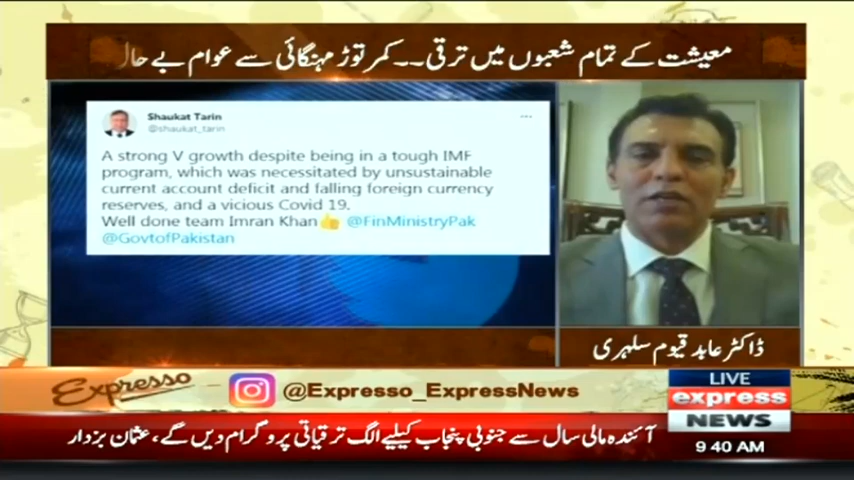 معیشت کے تمام شعبوں میں ترقی۔۔کمر توڑ مہنگائی سے عوام بے حال
Shaukat Tarin
@shaukat_tarin
A strong V growth despite being in a tough IMF
program, which was necessitated by unsustainable
current account deficit and falling foreign currency
reserves, and a vicious Covid 19.
Well done team Imran Khan👍 @FinMinistryPak
@GovtofPakistan
ڈاکٹر عابد قیوم سلہری
Expresso
@Expresso_ExpressNews
LIVE
express
NEWS
9:40 AM
آئندہ مالی سال سے جنوبی پنجاب کیلیے الگ ترقیاتی پروگرام دیں گے، عثمان بزدار